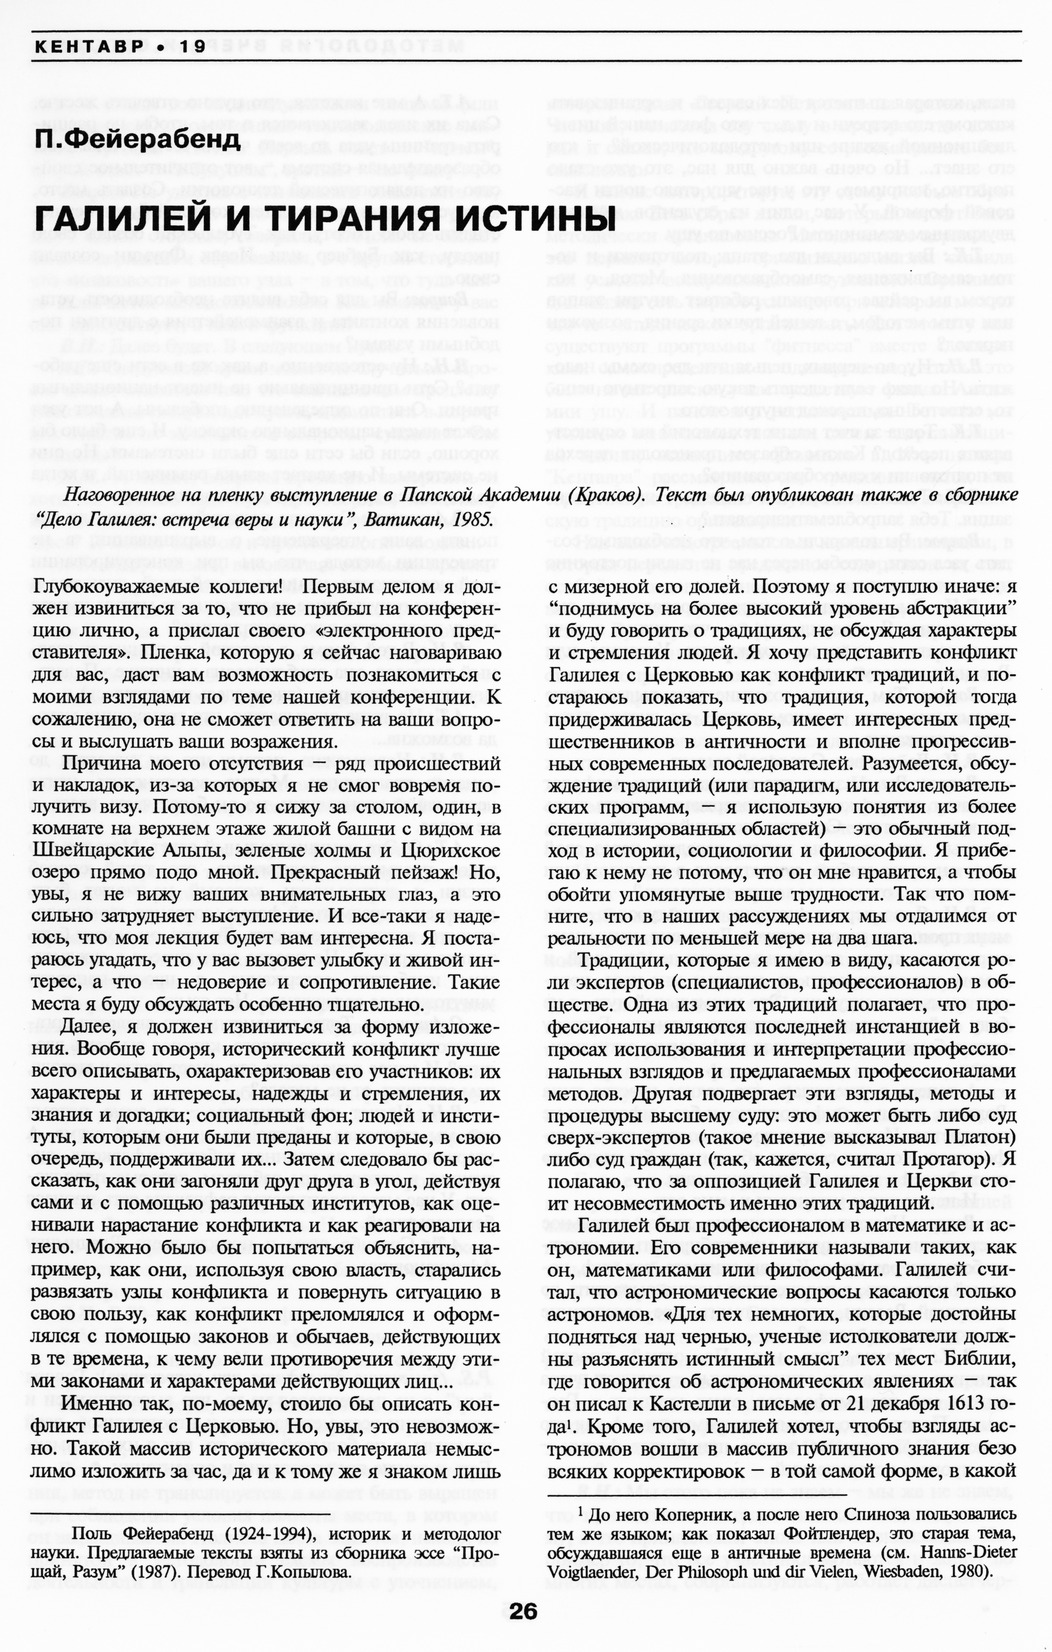 КЕНТАВР • 19
П.Фейерабенд
ГАЛИЛЕЙ И ТИРАНИЯ ИСТИНЫ
Наговоренное на пленку выступление в Папской Академии (Краков). Текст был опубликован также в сборнике
“Дело Галилея: встреча веры и науки”, Ватикан, 1985.
Глубокоуважаемые коллеги! Первым делом я дол-
жен извиниться за то, что не прибыл на конферен-
цию лично, а прислал своего «электронного пред-
ставителя». Пленка, которую я сейчас наговариваю
для вас, даст вам возможность познакомиться с
моими взглядами по теме нашей конференции. К
сожалению, она не сможет ответить на ваши вопро-
сы и выслушать ваши возражения.
Причина моего отсутствия — ряд происшествий
и накладок, из-за которых я не смог вовремя по-
лучить визу. Потому-то я сижу за столом, один, в
комнате на верхнем этаже жилой башни с видом на
Швейцарские Альпы, зеленые холмы и Цюрихское
озеро прямо подо мной. Прекрасный пейзаж! Но,
увы, я не вижу ваших внимательных глаз, а это
сильно затрудняет выступление. И все-таки я наде-
юсь, что моя лекция будет вам интересна. Я поста-
раюсь угадать, что у вас вызовет улыбку и живой ин-
терес, а что — недоверие и сопротивление. Такие
места я буду обсуждать особенно тщательно.
Далее, я должен извиниться за форму изложе-
ния. Вообще говоря, исторический конфликт лучше
всего описывать, охарактеризовав его участников: их
характеры и интересы, надежды и стремления, их
знания и догадки; социальный фон; людей и инсти-
туты, которым они были преданы и которые, в свою
очередь, поддерживали их... Затем следовало бы рас-
сказать, как они загоняли друг друга в угол, действуя
сами и с помощью различных институтов, как оце-
нивали нарастание конфликта и как реагировали на
него. Можно было бы попытаться объяснить, на-
пример, как они, используя свою власть, старались
развязать узлы конфликта и повернуть ситуацию в
свою пользу, как конфликт преломлялся и оформ-
лялся с помощью законов и обычаев, действующих
в те времена, к чему вели противоречия между эти-
ми законами и характерами действующих лиц...
Именно так, по-моему, стоило бы описать кон-
фликт Галилея с Церковью. Но, увы, это невозмож-
но. Такой массив исторического материала немыс-
лимо изложить за час, да и к тому же я знаком лишь
Поль Фейерабенд (1924-1994), историк и методолог
науки. Предлагаемые тексты взяты из сборника эссе “Про-
щай, Разум” (1987). Перевод Г.Копылова.
с мизерной его долей. Поэтому я поступлю иначе: я
“поднимусь на более высокий уровень абстракции”
и буду говорить о традициях, не обсуждая характеры
и стремления людей. Я хочу представить конфликт
Галилея с Церковью как конфликт традиций, и по-
стараюсь показать, что традиция, которой тогда
придерживалась Церковь, имеет интересных пред-
шественников в античности и вполне прогрессив-
ных современных последователей. Разумеется, обсу-
ждение традиций (или парадигм, или исследователь-
ских программ, — я использую понятия из более
специализированных областей) — это обычный под-
ход в истории, социологии и философии. Я прибе-
гаю к нему не потому, что он мне нравится, а чтобы
обойти упомянутые выше трудности. Так что пом-
ните, что в наших рассуждениях мы отдалимся от
реальности по меньшей мере на два шага.
Традиции, которые я имею в виду, касаются ро-
ли экспертов (специалистов, профессионалов) в об-
ществе. Одна из этих традиций полагает, что про-
фессионалы являются последней инстанцией в во-
просах использования и интерпретации профессио-
нальных взглядов и предлагаемых профессионалами
методов. Другая подвергает эти взгляды, методы и
процедуры высшему суду: это может быть либо суд
сверх-экспертов (такое мнение высказывал Платон)
либо суд граждан (так, кажется, считал Протагор). Я
полагаю, что за оппозицией Галилея и Церкви сто-
ит несовместимость именно этих традиций.
Галилей был профессионалом в математике и ас-
трономии. Его современники называли таких, как
он, математиками или философами. Галилей счи-
тал, что астрономические вопросы касаются только
астрономов. «Для тех немногих, которые достойны
подняться над чернью, ученые истолкователи долж-
ны разъяснять истинный смысл” тех мест Библии,
где говорится об астрономических явлениях — так
он писал к Кастелли в письме от 21 декабря 1613 го-
да¹. Кроме того, Галилей хотел, чтобы взгляды ас-
трономов вошли в массив публичного знания безо
всяких корректировок — в той самой форме, в какой
¹ До него Коперник, а после него Спиноза пользовались
тем же языком; как показал Фойтлендер, это старая тема,
обсуждавшаяся еще в античные времена (см. Hanns-Dieter
Voigtlaender, Der Philosoph und dir Vielen, Wiesbaden, 1980).
26